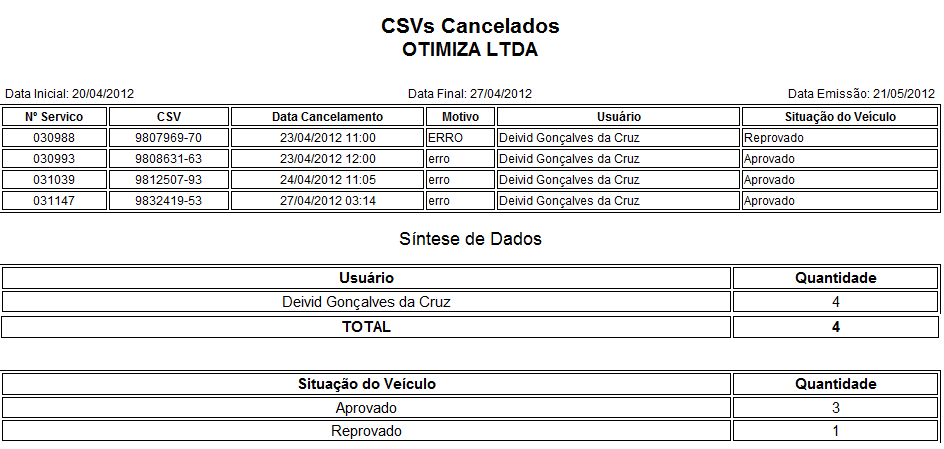 CSVs Cancelados
OTIMIZA LTDA
Data Inicial: 20/04/2012 Data Final: 27/04/2012 Data Emissão: 21/05/2012
Nº Servico CSV Data Cancelamento Motivo Usuário Situação do Veículo
030988 9807969-70 23/04/2012 11:00 ERRO Deivid Gonçalves da Cruz Reprovado
030993 9808631-63 23/04/2012 12:00 erro Deivid Gonçalves da Cruz Aprovado
031039 9812507-93 24/04/2012 11:05 erro Deivid Gonçalves da Cruz Aprovado
031147 9832419-53 27/04/2012 03:14 erro Deivid Gonçalves da Cruz Aprovado
Síntese de Dados
Usuário Quantidade
Deivid Gonçalves da Cruz 4
TOTAL 4
Situação do Veículo Quantidade
Aprovado 3
Reprovado 1